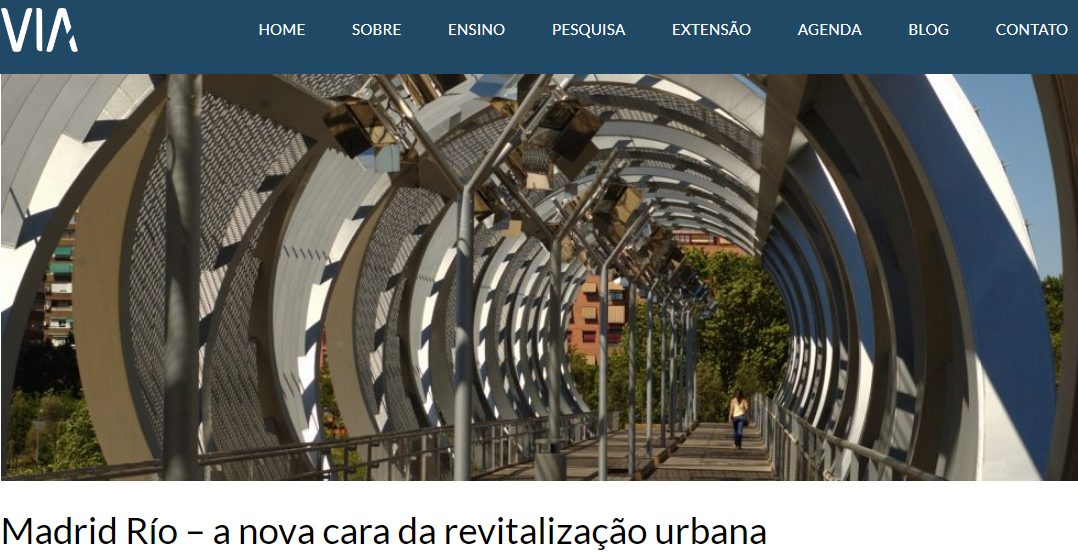 VIA
HOME SOBRE ENSINO PESQUISA EXTENSÃO AGENDA BLOG CONTATO
Madrid Río – a nova cara da revitalização urbana